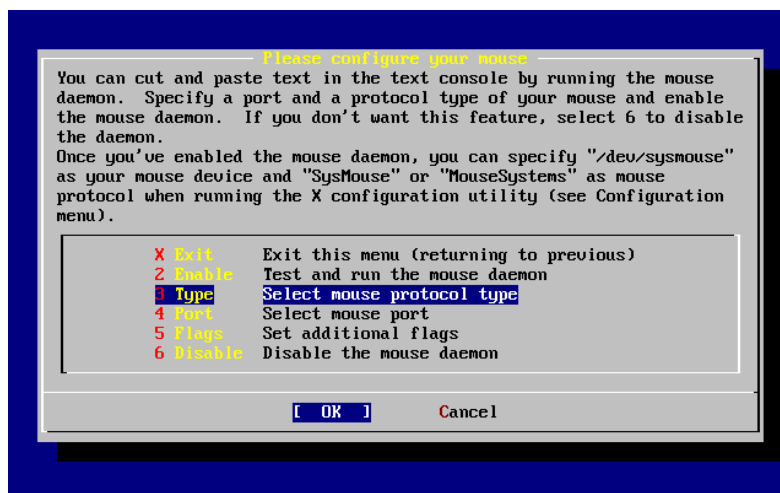 Please configure your mouse
You can cut and paste text in the text console by running the mouse
daemon.  Specify a port and a protocol type of your mouse and enable
the mouse daemon.  If you don't want this feature, select 6 to disable
the daemon.
Once you've enabled the mouse daemon, you can specify "/dev/sysmouse"
as your mouse device and "SysMouse" or "MouseSystems" as mouse
protocol when running the X configuration utility (see Configuration
menu).
X Exit Exit this menu (returning to previous)
2 Enable Test and run the mouse daemon
3 Type Select mouse protocol type
4 Port Select mouse port
5 Flags Set additional flags
6 Disable Disable the mouse daemon
[ OK ] Cancel